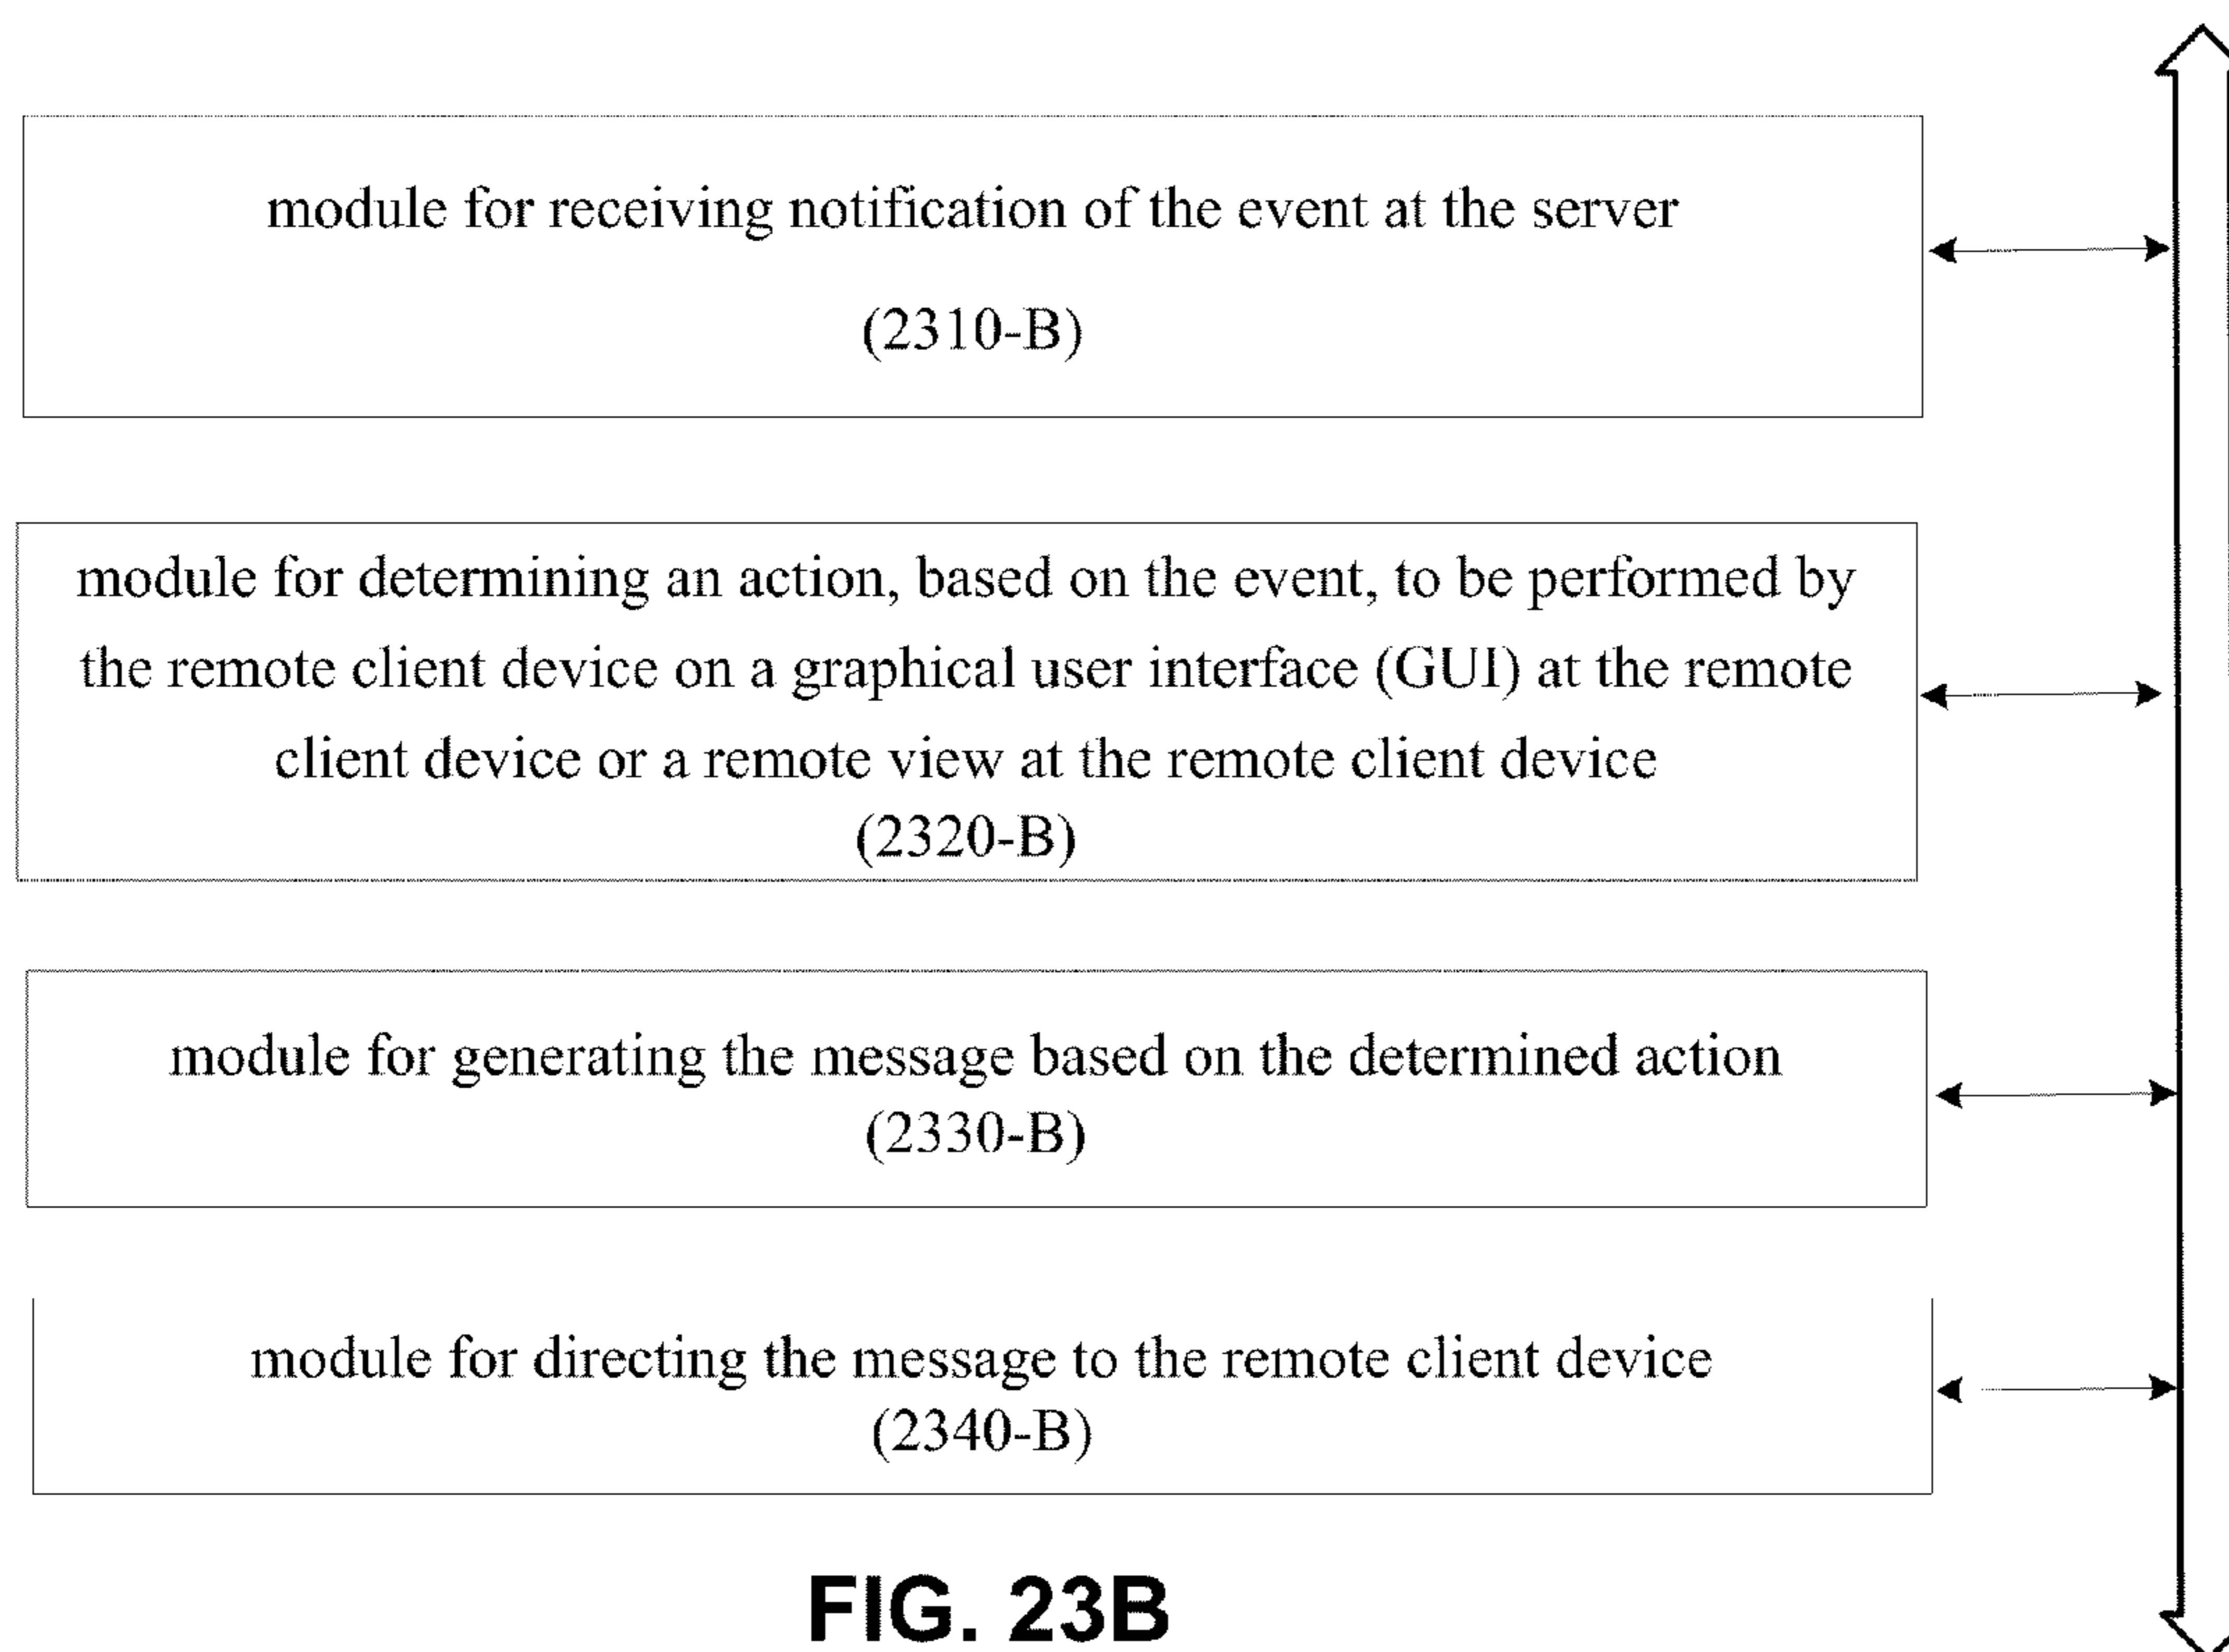 module for receiving notification of the event at the server
(2310-B)
module for determining an action, based on the event, to be performed by
the remote client device on a graphical user interface (GUI) at the remote
client device or a remote view at the remote client device
(2320-B)
module for generating the message based on the determined action
(2330-B)
module for directing the message to the remote client device
(2340-B)
FIG. 23B